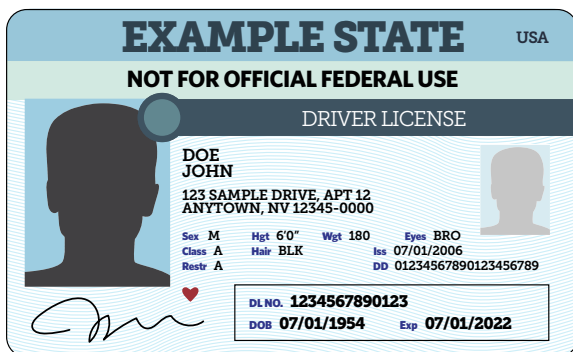 EXAMPLE STATE USA
NOT FOR OFFICIAL FEDERAL USE
DRIVER LICENSE
DOE
JOHN
123 SAMPLE DRIVE, APT 12
ANYTOWN, NV 12345-0000
Sex M Hgt 6'0" Wgt 180 Eyes BRO
Class A Hair BLK Iss 07/01/2006
Restr A DD 01234567890123456789
DL NO. 1234567890123
DOB 07/01/1954 Exp 07/01/2022